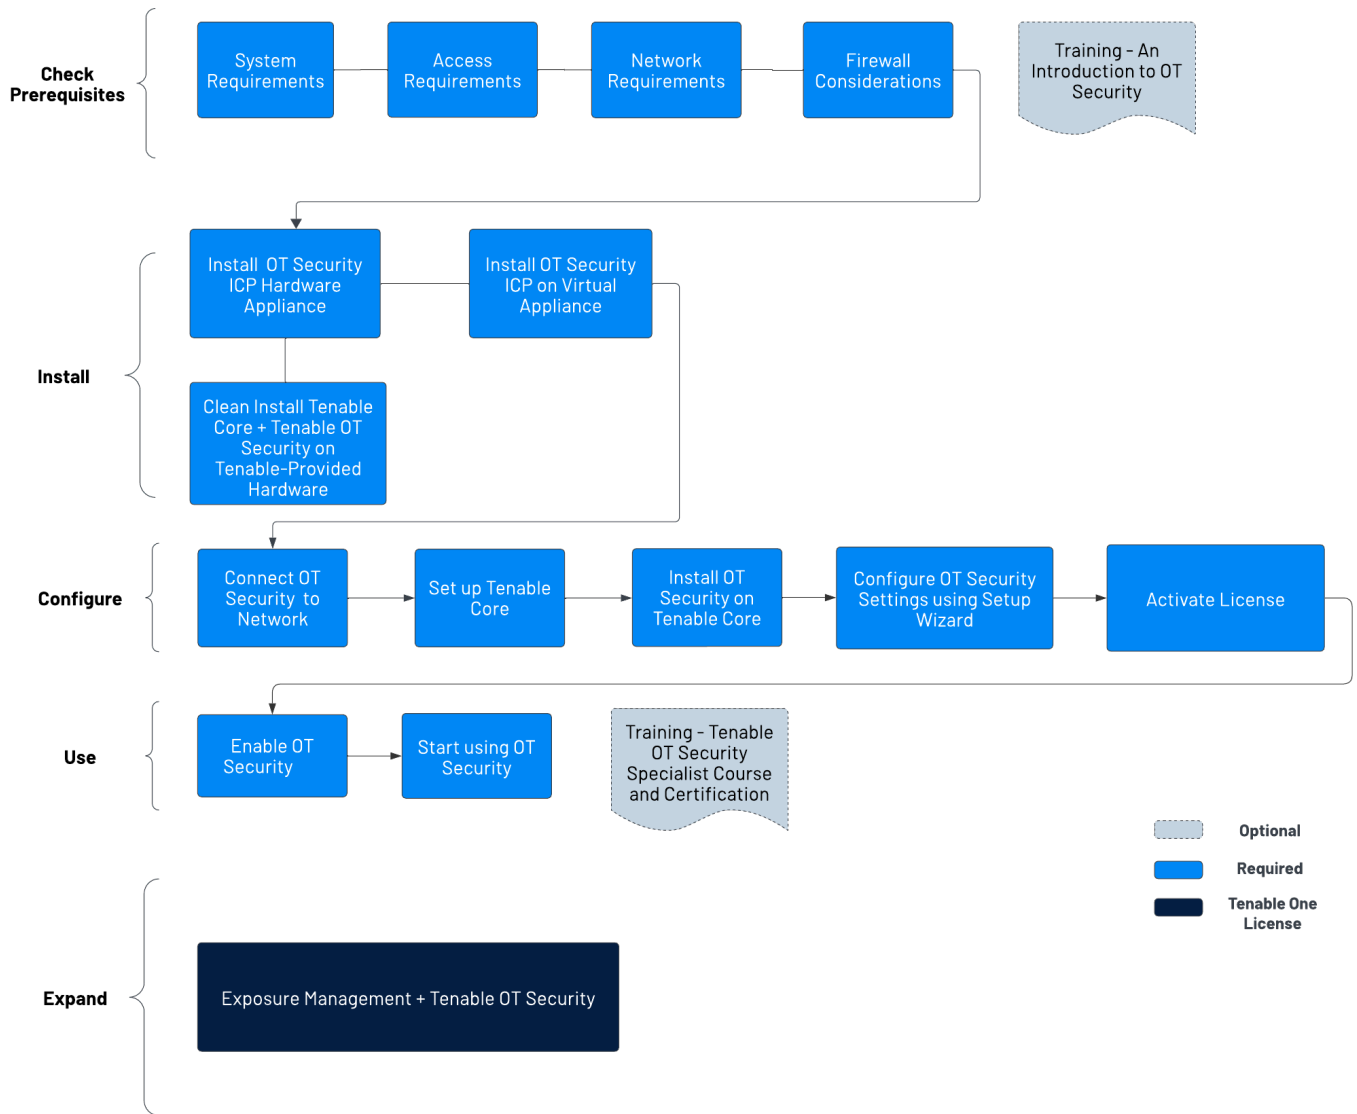 Check
Prerequisites
System
Requirements
Access
Requirements
Network
Requirements
Firewall
Considerations
Training - An
Introduction to OT
Security
Install
Install OT Security
ICP Hardware
Appliance
Install OT Security
ICP on Virtual
Appliance
Clean Install Tenable
Core + Tenable OT
Security on
Tenable-Provided
Hardware
Configure
Connect OT
Security to
Network
Set up Tenable
Core
Install OT
Security on
Tenable Core
Configure OT Security
Settings using Setup
Wizard
Activate License
Use
Enable OT
Security
Start using OT
Security
Training - Tenable
OT Security
Specialist Course
and Certification
Optional
Required
Tenable One
License
Expand
Exposure Management + Tenable OT Security